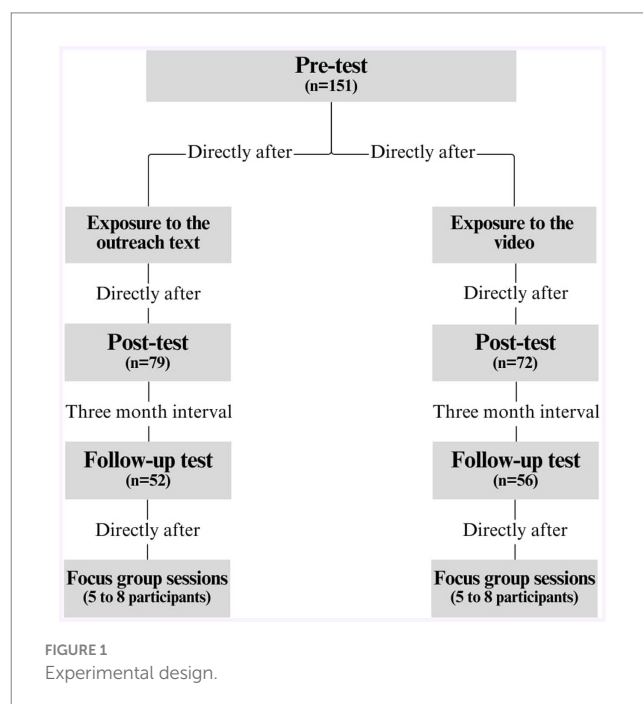 Pre-test
(n=151)
Directly after
Directly after
Exposure to the
outreach text
Exposure to the
video
Directly after
Directly after
Post-test
(n=79)
Post-test
(n=72)
Three month interval
Three month interval
Follow-up test
(n=52)
Follow-up test
(n=56)
Directly after
Directly after
Focus group sessions
(5 to 8 participants)
Focus group sessions
(5 to 8 participants)
FIGURE 1
Experimental design.